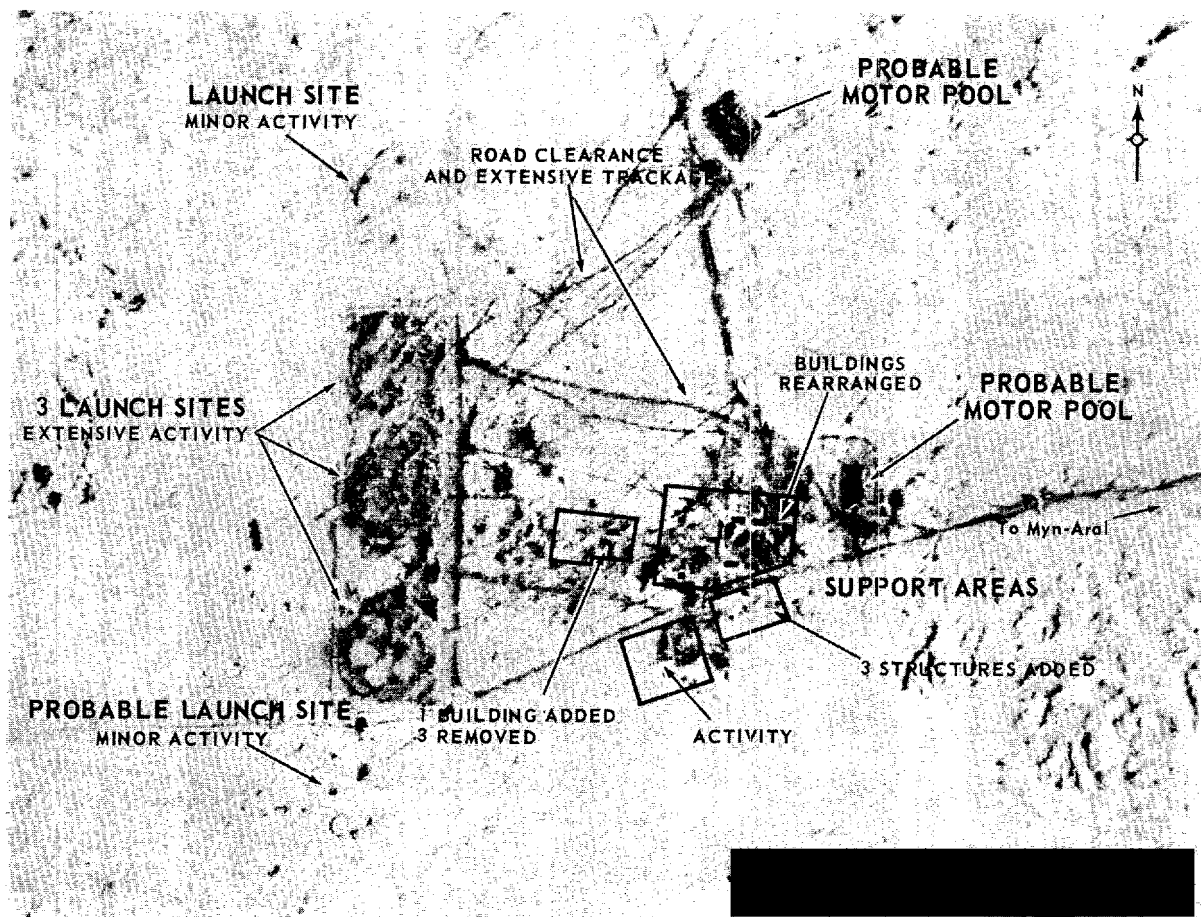 PROBABLE
MOTOR POOL
LAUNCH SITE
MINOR ACTIVITY
N
ROAD CLEARANCE
AND EXTENSIVE TRACKAGE
BUILDINGS
REARRANGED
PROBABLE
MOTOR POOL
3 LAUNCH SITES
EXTENSIVE ACTIVITY
To Myn-Aral
SUPPORT AREAS
3 STRUCTURES ADDED
PROBABLE LAUNCH SITE
MINOR ACTIVITY
1 BUILDING ADDED
3 REMOVED
ACTIVITY